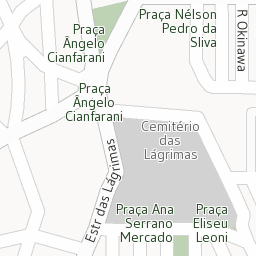 Praça
Ângelo
Cianfarani
Praça Nélson
Pedro da
Sliva
R Okinawa
Praça
Ângelo
Cianfarani
Cemitério
das
Lágrimas
Estr das Lágrimas
Praça Ana
Serrano
Mercado
Praça
Eliseu
Leoni